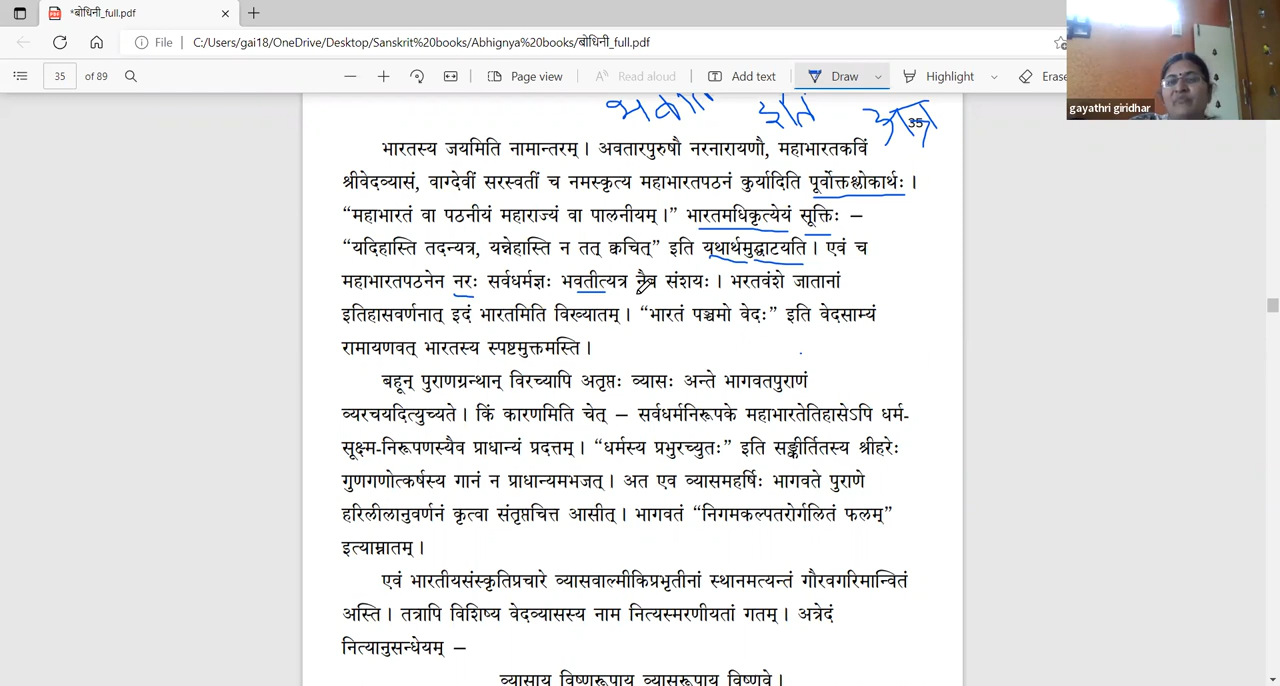 *बोधिनी_full.pdf
File C:/Users/gai18/OneDrive/Desktop/Sanskrit%20books/Abhignya%20books/बोधिनी_full.pdf
35 of 89 Page view Read aloud Add text Draw Highlight Erase
gayathri giridhar
35
भारतस्य जयमिति नामान्तरम् । अवतारपुरुषौ नरनारायणौ, महाभारतकविं
श्रीवेदव्यासं, वाग्देवीं सरस्वतीं च नमस्कृत्य महाभारतपठनं कुर्यादिति पूर्वोक्तश्लोकार्थः ।
“महाभारतं वा पठनीयं महाराज्यं वा पालनीयम् ।” भारतमधिकृत्येयं सूक्तिः –
“यदिहास्ति तदन्यत्र, यन्नेहास्ति न तत् क्वचित्” इति यथार्थमुद्घाटयति । एवं च
महाभारतपठनेन नरः सर्वधर्मज्ञः भवतीत्यत्र नैव संशयः । भरतवंशे जातानां
इतिहासवर्णनात् इदं भारतमिति विख्यातम् । “भारतं पञ्चमो वेदः” इति वेदसाम्यं
रामायणवत् भारतस्य स्पष्टमुक्तमस्ति ।
बहून् पुराणग्रन्थान् विरच्यापि अतृप्तः व्यासः अन्ते भागवतपुराणं
व्यरचयदित्युच्यते । किं कारणमिति चेत् – सर्वधर्मनिरूपके महाभारतेतिहासेऽपि धर्म-
सूक्ष्म-निरूपणस्यैव प्राधान्यं प्रदत्तम् । “धर्मस्य प्रभुरच्युतः” इति सङ्कीर्तितस्य श्रीहरेः
गुणगणोत्कर्षस्य गानं न प्राधान्यमभजत् । अत एव व्यासमहर्षिः भागवते पुराणे
हरिलीलानुवर्णनं कृत्वा संतृप्तचित्त आसीत् । भागवतं “निगमकल्पतरोर्गलितं फलम्”
इत्याम्नातम् ।
एवं भारतीयसंस्कृतिप्रचारे व्यासवाल्मीकिप्रभृतीनां स्थानमत्यन्तं गौरवगरिमान्वितं
अस्ति । तत्रापि विशिष्य वेदव्यासस्य नाम नित्यस्मरणीयतां गतम् । अत्रेदं
नित्यानुसन्धेयम् –
व्यासाय विष्णुरूपाय व्यासरूपाय विष्णवे ।